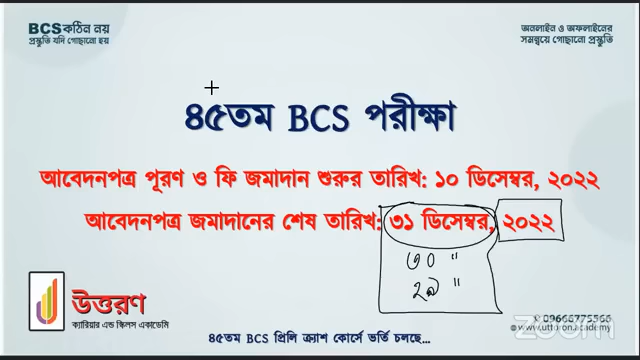 BCS কঠিন নয়
প্রস্তুতি যদি গোছানো হয়
অনলাইন ও অফলাইনের
সমন্বয়ে গোছানো প্রস্তুতি
৪৫তম BCS পরীক্ষা
আবেদনপত্র পূরণ ও ফি জমাদান শুরুর তারিখ: ১০ ডিসেম্বর, ২০২২
আবেদনপত্র জমাদানের শেষ তারিখ: ৩১ ডিসেম্বর, ২০২২
৩০ "
২৯ "
উত্তরণ
ক্যারিয়ার এন্ড স্কিলস একাডেমি
09666775566
www.uttoron.academy
zoom
৪৫তম BCS প্রিলি ক্র্যাশ কোর্সে ভর্তি চলছে...